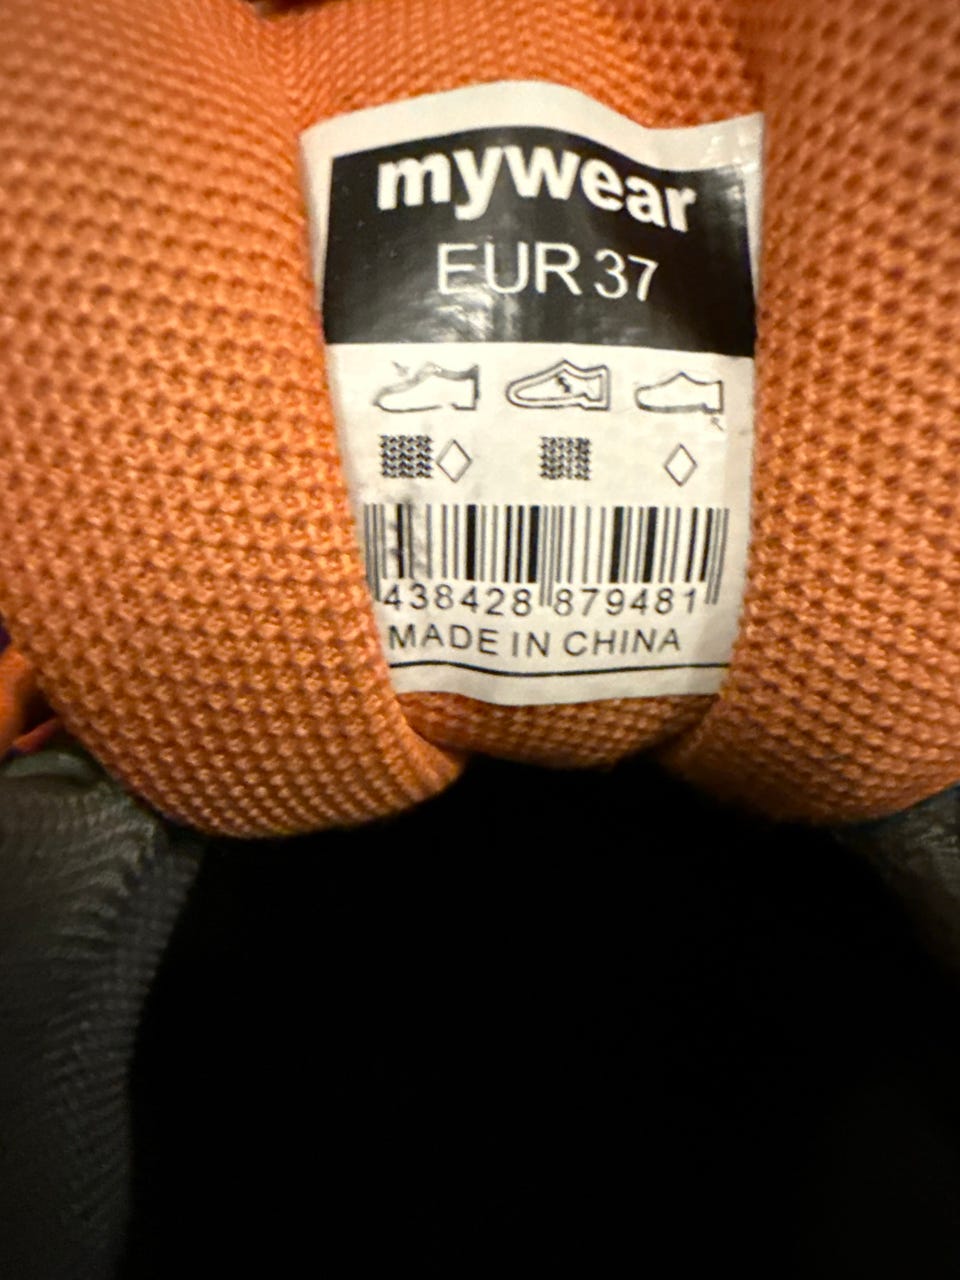 mywear
EUR 37
438428 879481
MADE IN CHINA